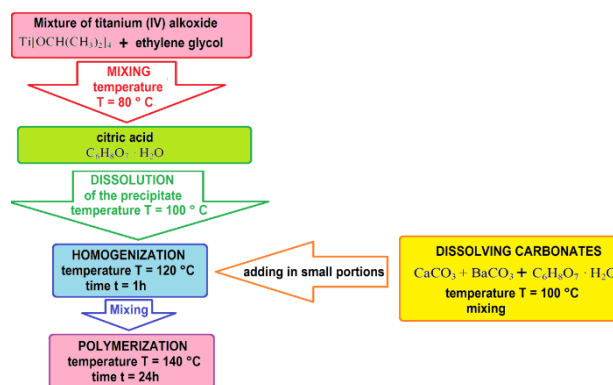 Mixture of titanium (IV) alkoxide
Ti[OCH(CH₃)₂]₄ + ethylene glycol
MIXING
temperature
T = 80 ° C
citric acid
C₆H₈O₇ · H₂O
DISSOLUTION
of the precipitate
temperature T = 100 ° C
HOMOGENIZATION
temperature T = 120 °C
time t = 1h
adding in small portions
DISSOLVING CARBONATES
CaCO₃ + BaCO₃ + C₆H₈O₇ · H₂O
temperature T = 100 °C
mixing
Mixing
POLYMERIZATION
temperature T = 140 °C
time t = 24h